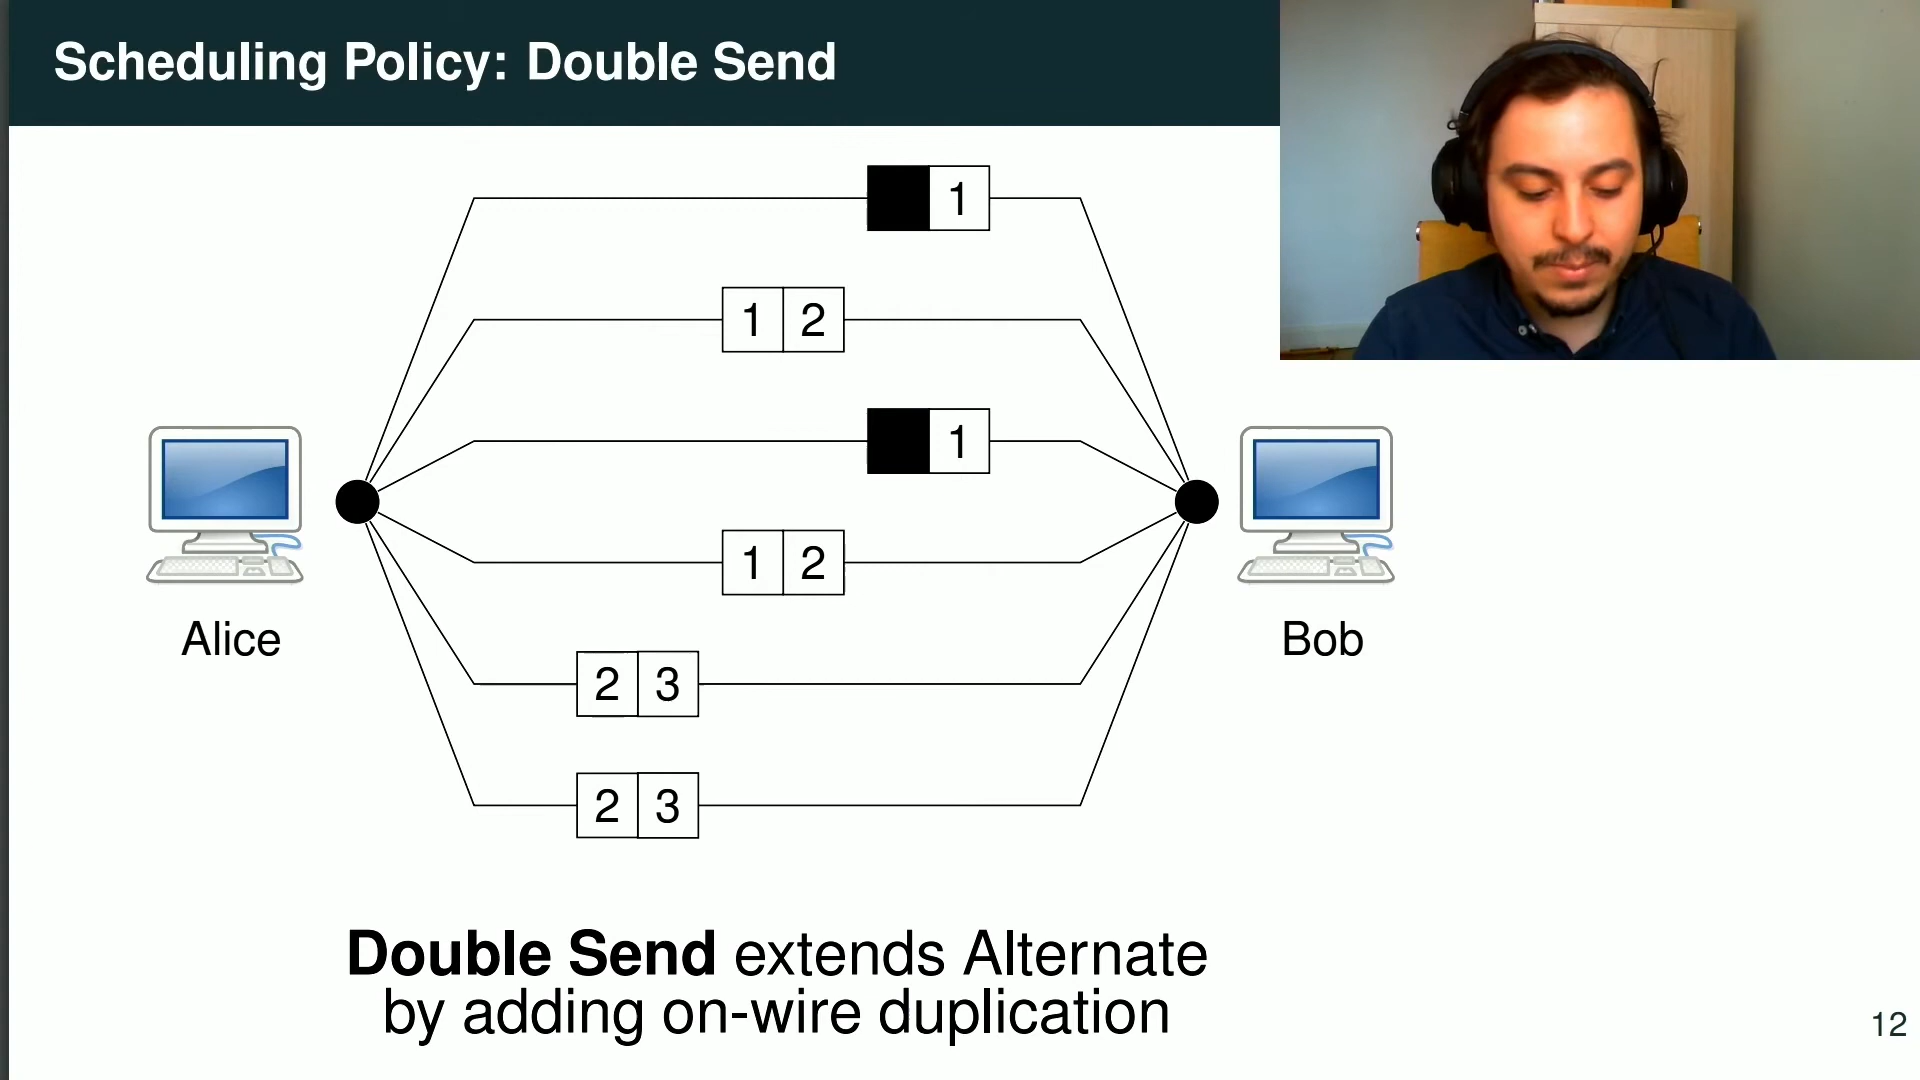 Scheduling Policy: Double Send
1
1 2
1
1 2
2 3
2 3
Alice
Bob
Double Send extends Alternate
by adding on-wire duplication
12